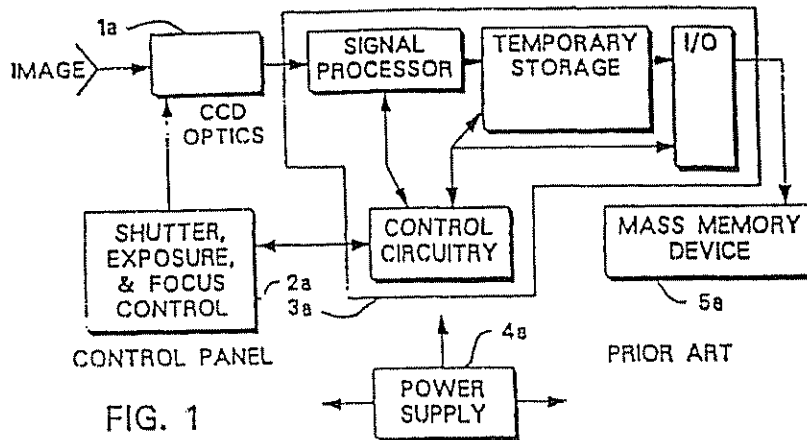 1a
IMAGE
CCD
OPTICS
SIGNAL
PROCESSOR
TEMPORARY
STORAGE
I/O
SHUTTER,
EXPOSURE,
& FOCUS
CONTROL
2a
3a
CONTROL
CIRCUITRY
MASS MEMORY
DEVICE
5a
CONTROL PANEL
4a
PRIOR ART
POWER
SUPPLY
FIG. 1